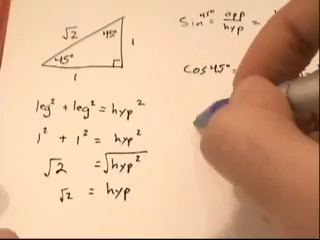 √2
45°
1
45°
1
leg² + leg² = hyp²
1² + 1² = hyp²
√2 = √hyp²
√2 = hyp
Sin 45° = opp/hyp =
Cos 45° =